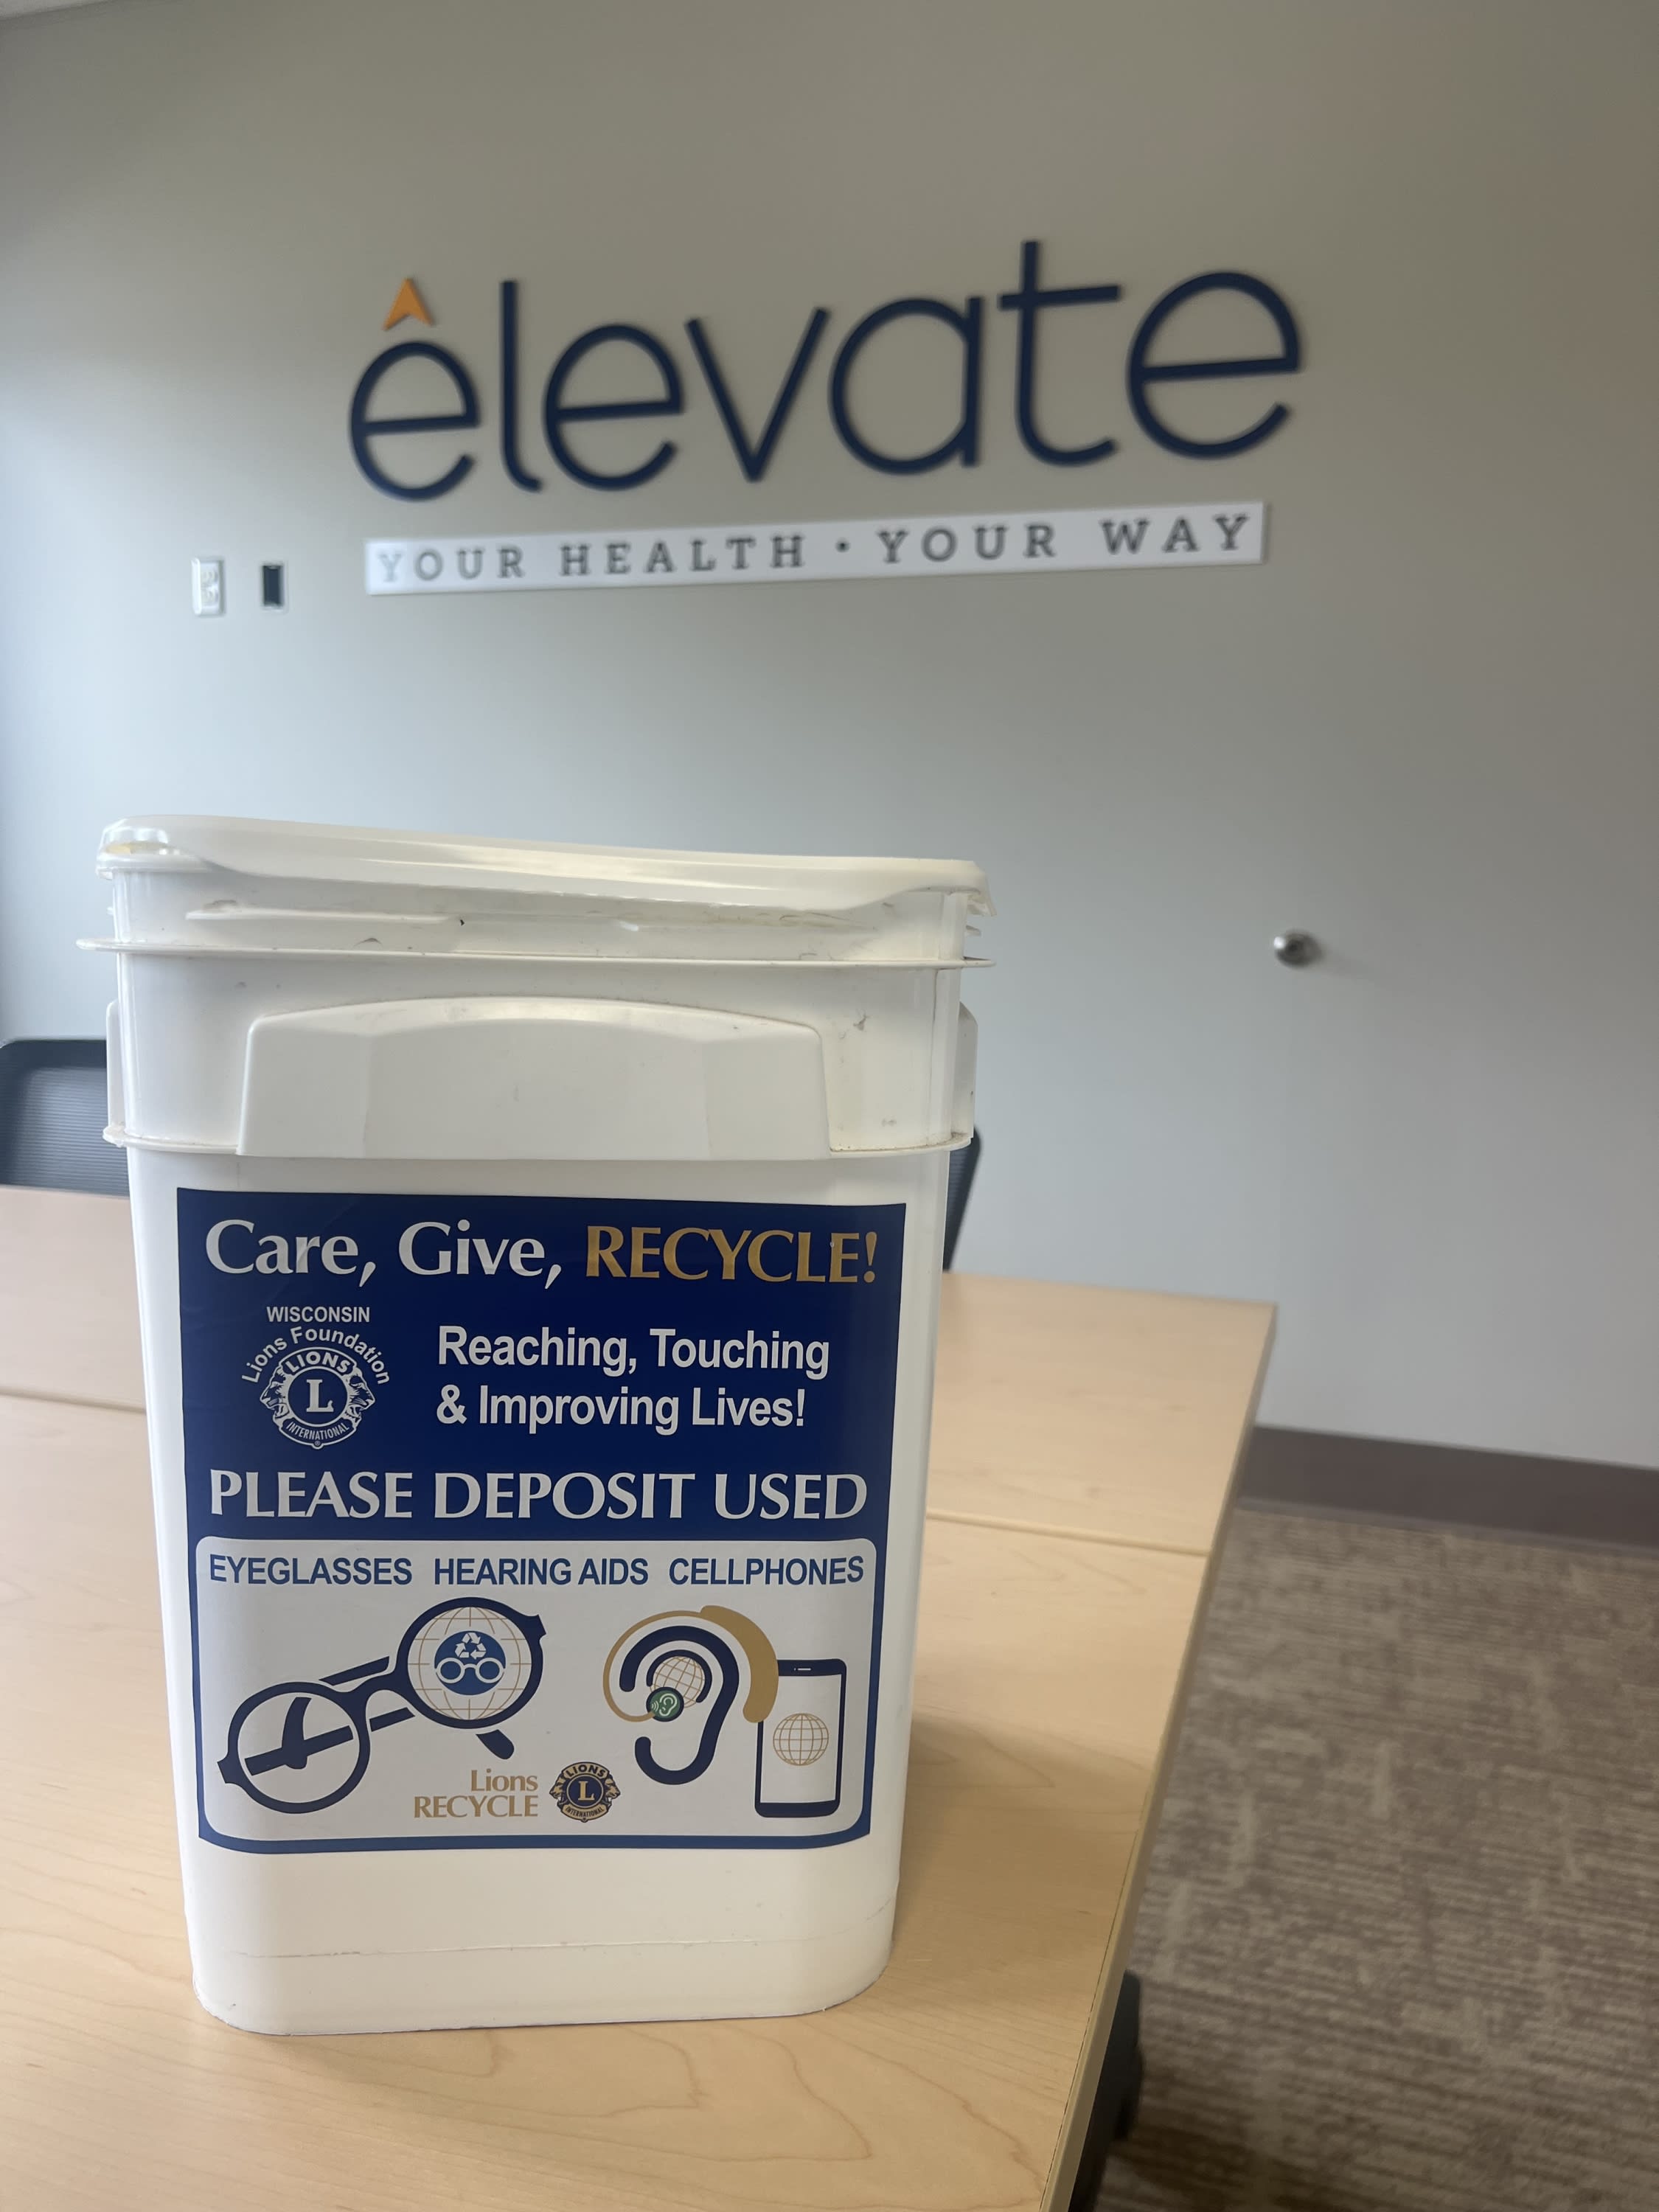 êlevate
YOUR HEALTH • YOUR WAY
Care, Give, RECYCLE!
WISCONSIN
Lions Foundation
LIONS
L
INTERNATIONAL
®
Reaching, Touching
& Improving Lives!
PLEASE DEPOSIT USED
EYEGLASSES HEARING AIDS CELLPHONES
Lions
RECYCLE
LIONS
L
INTERNATIONAL